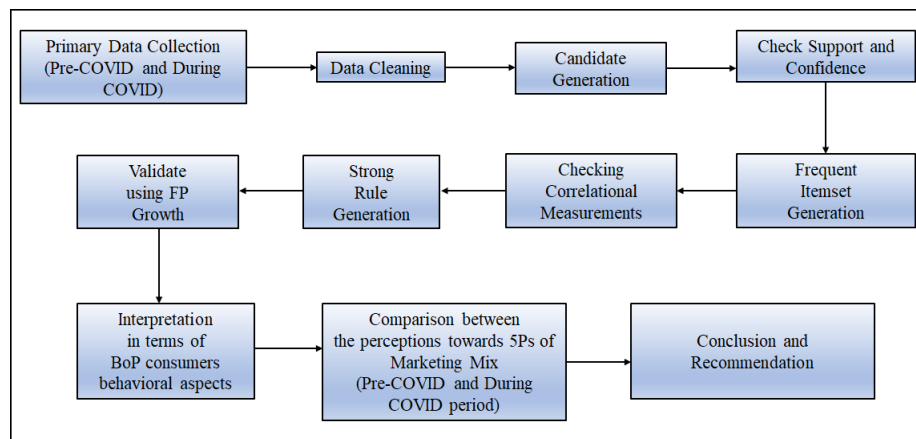 Primary Data Collection
(Pre-COVID and During
COVID)
Data Cleaning
Candidate
Generation
Check Support and
Confidence
Validate
using FP
Growth
Strong
Rule
Generation
Checking
Correlational
Measurements
Frequent
Itemset
Generation
Interpretation
in terms of
BoP consumers
behavioral aspects
Comparison between
the perceptions towards 5Ps of
Marketing Mix
(Pre-COVID and During
COVID period)
Conclusion and
Recommendation